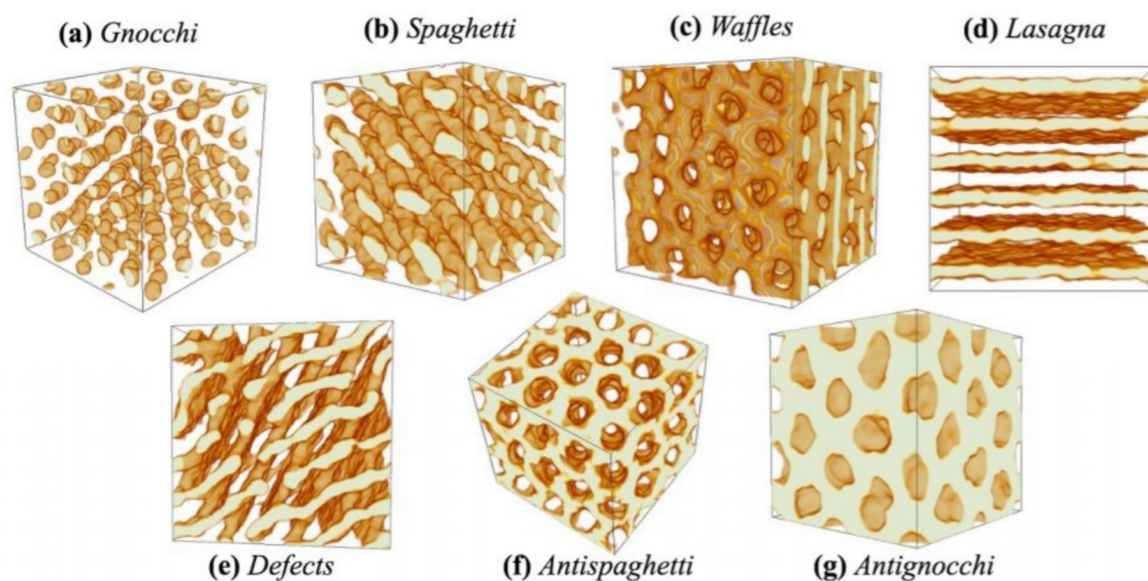 (a) Gnocchi
(b) Spaghetti
(c) Waffles
(d) Lasagna
(e) Defects
(f) Antispaghetti
(g) Antignocchi